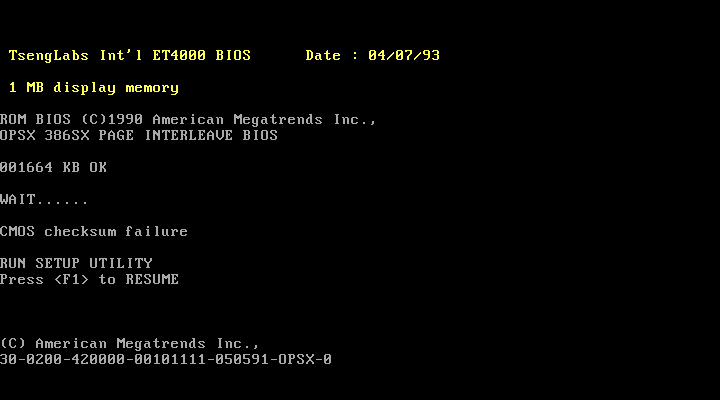 TsengLabs Int'l ET4000 BIOS Date : 04/07/93
1 MB display memory
ROM BIOS (C)1990 American Megatrends Inc.,
OPSX 386SX PAGE INTERLEAVE BIOS
001664 KB OK
WAIT......
CMOS checksum failure
RUN SETUP UTILITY
Press <F1> to RESUME
(C) American Megatrends Inc.,
30-0200-420000-00101111-050591-OPSX-0